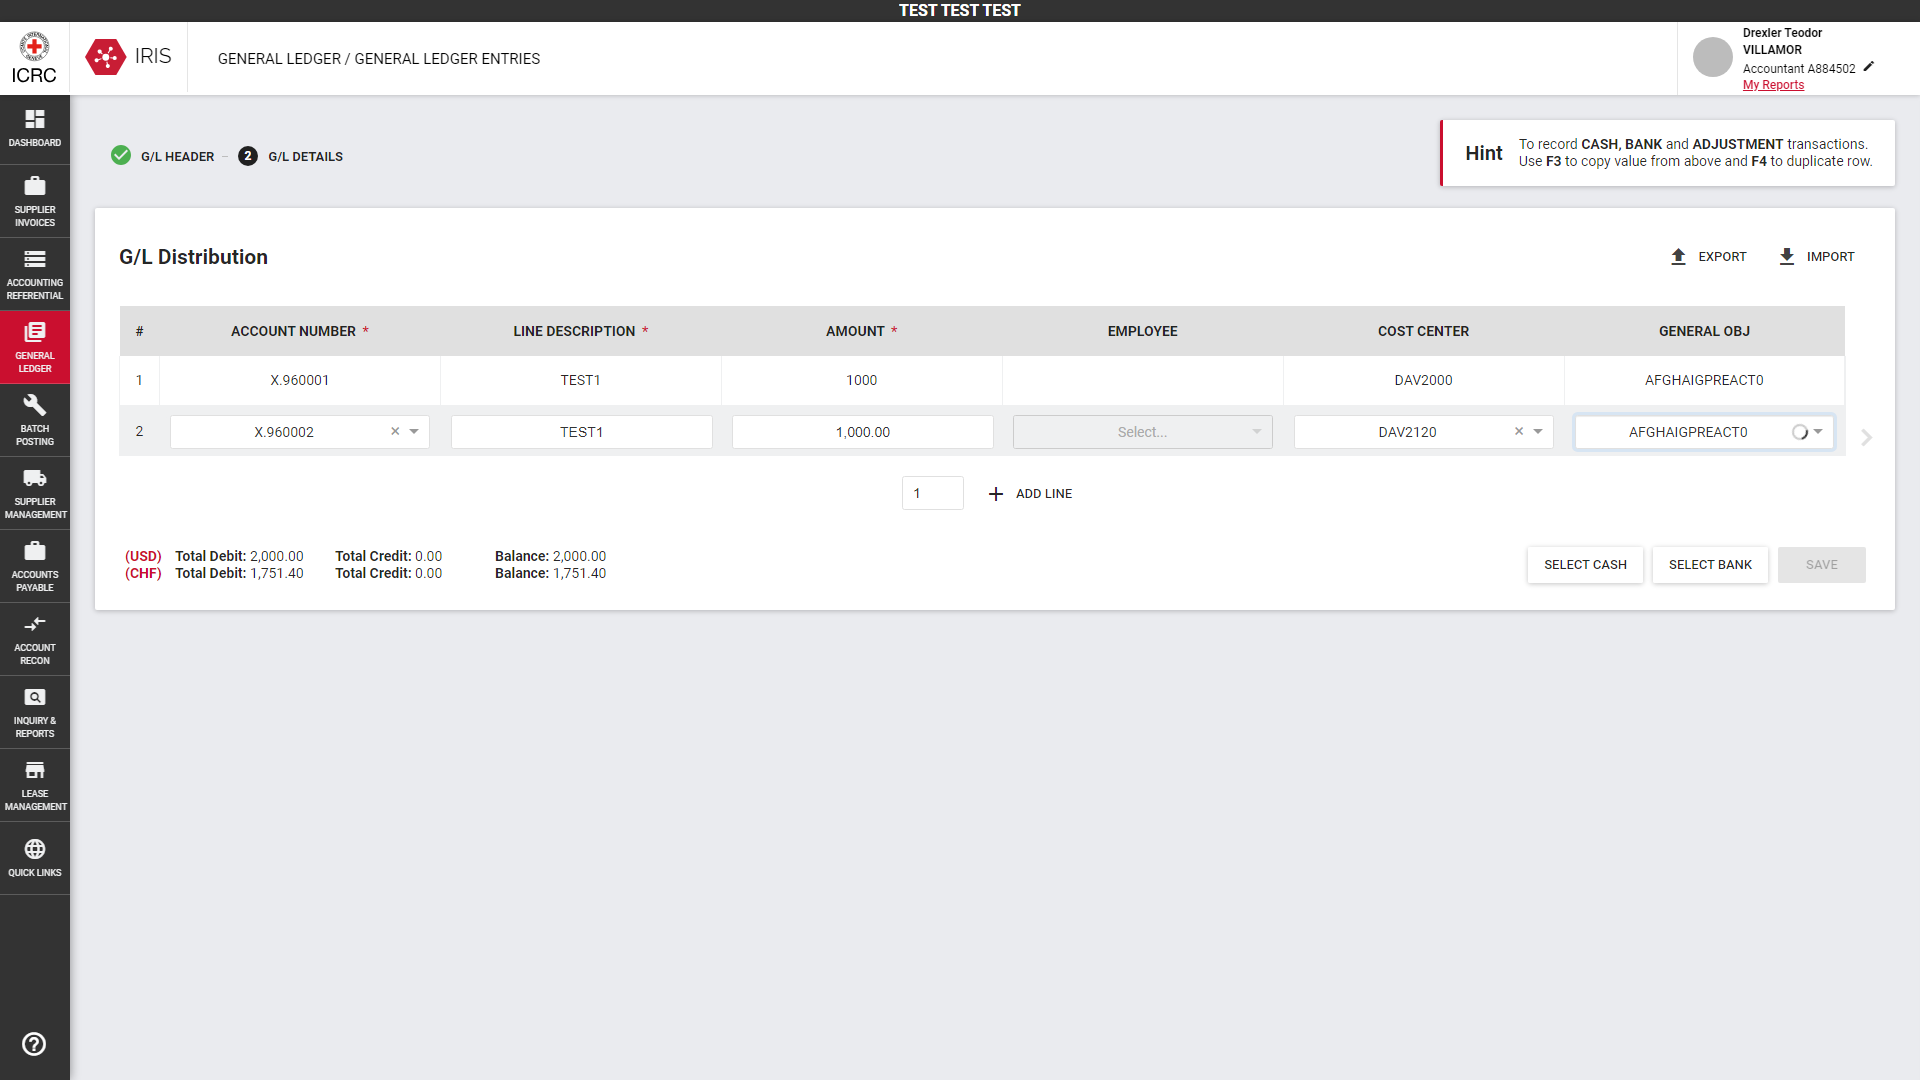 TEST TEST TEST
ICRC
IRIS
GENERAL LEDGER / GENERAL LEDGER ENTRIES
Drexler Teodor
VILLAMOR
Accountant A884502
My Reports
DASHBOARD
SUPPLIER
INVOICES
ACCOUNTING
REFERENTIAL
GENERAL
LEDGER
BATCH
POSTING
SUPPLIER
MANAGEMENT
ACCOUNTS
PAYABLE
ACCOUNT
RECON
INQUIRY &
REPORTS
LEASE
MANAGEMENT
QUICK LINKS
G/L HEADER – 2 G/L DETAILS
Hint
To record CASH, BANK and ADJUSTMENT transactions.
Use F3 to copy value from above and F4 to duplicate row.
G/L Distribution
EXPORT IMPORT
# ACCOUNT NUMBER * LINE DESCRIPTION * AMOUNT * EMPLOYEE COST CENTER GENERAL OBJ
1 X.960001 TEST1 1000 DAV2000 AFGHAIGPREACT0
2 X.960002 × TEST1 1,000.00 Select... DAV2120 × AFGHAIGPREACT0
1 + ADD LINE
(USD) Total Debit: 2,000.00 Total Credit: 0.00 Balance: 2,000.00
(CHF) Total Debit: 1,751.40 Total Credit: 0.00 Balance: 1,751.40
SELECT CASH SELECT BANK SAVE